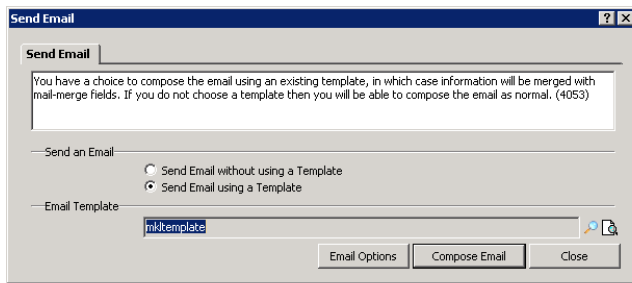 Send Email
Send Email
You have a choice to compose the email using an existing template, in which case information will be merged with
mail-merge fields. If you do not choose a template then you will be able to compose the email as normal. (4053)
Send an Email
Send Email without using a Template
Send Email using a Template
Email Template
mkltemplate
Email Options Compose Email Close